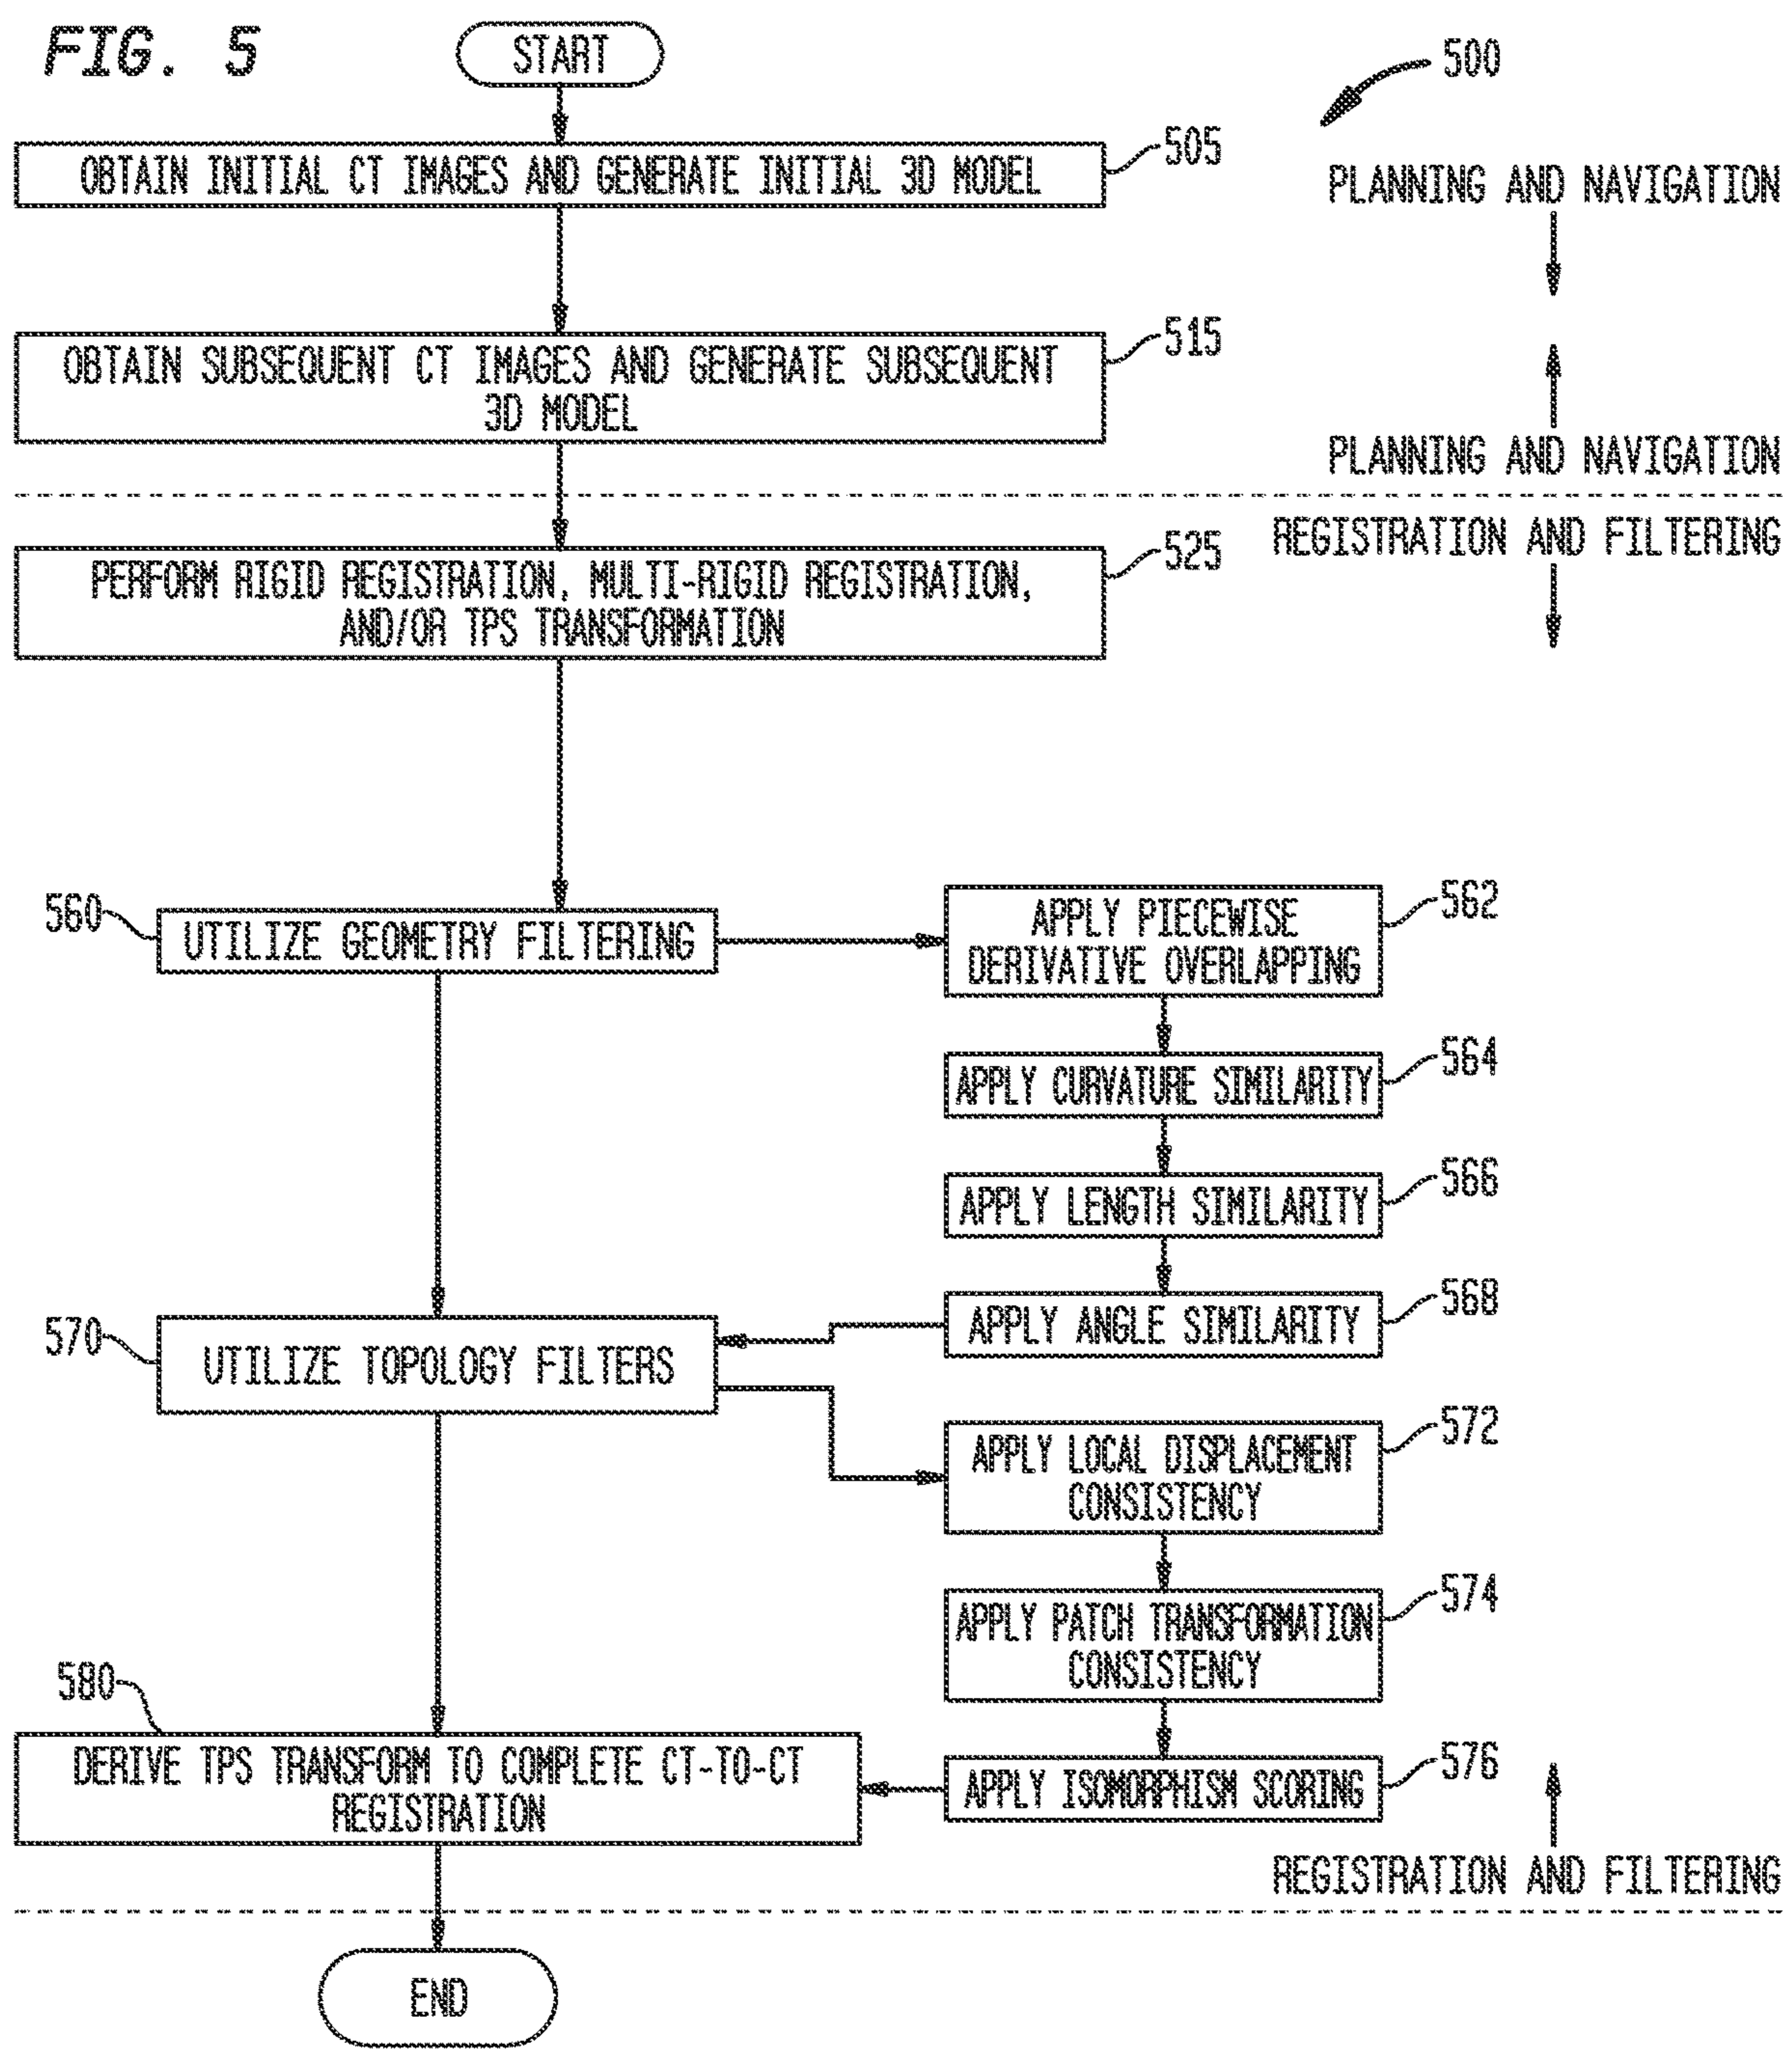 FIG. 5
START
500
505
OBTAIN INITIAL CT IMAGES AND GENERATE INITIAL 3D MODEL
PLANNING AND NAVIGATION
515
OBTAIN SUBSEQUENT CT IMAGES AND GENERATE SUBSEQUENT
3D MODEL
PLANNING AND NAVIGATION
REGISTRATION AND FILTERING
525
PERFORM RIGID REGISTRATION, MULTI-RIGID REGISTRATION,
AND/OR TPS TRANSFORMATION
560
UTILIZE GEOMETRY FILTERING
562
APPLY PIECEWISE
DERIVATIVE OVERLAPPING
564
APPLY CURVATURE SIMILARITY
566
APPLY LENGTH SIMILARITY
568
APPLY ANGLE SIMILARITY
570
UTILIZE TOPOLOGY FILTERS
572
APPLY LOCAL DISPLACEMENT
CONSISTENCY
574
APPLY PATCH TRANSFORMATION
CONSISTENCY
576
APPLY ISOMORPHISM SCORING
580
DERIVE TPS TRANSFORM TO COMPLETE CT-TO-CT
REGISTRATION
REGISTRATION AND FILTERING
END